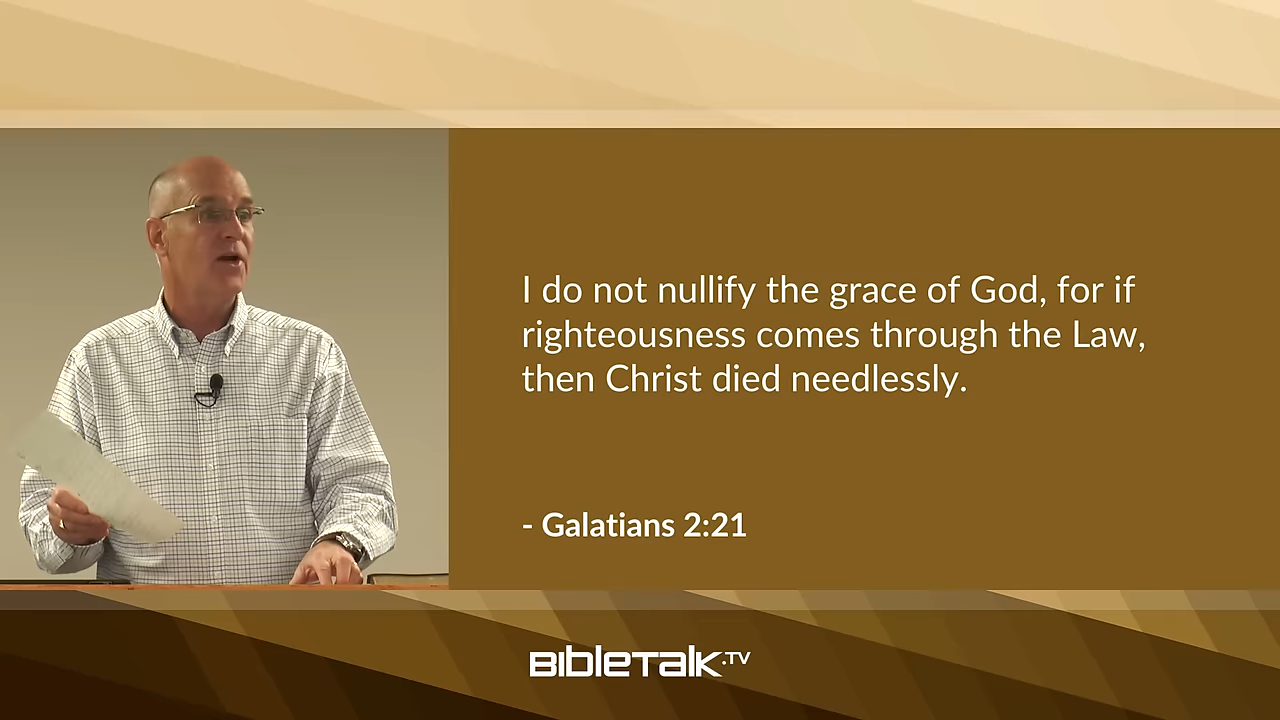 I do not nullify the grace of God, for if
righteousness comes through the Law,
then Christ died needlessly.
- Galatians 2:21
BIBLETALK.TV